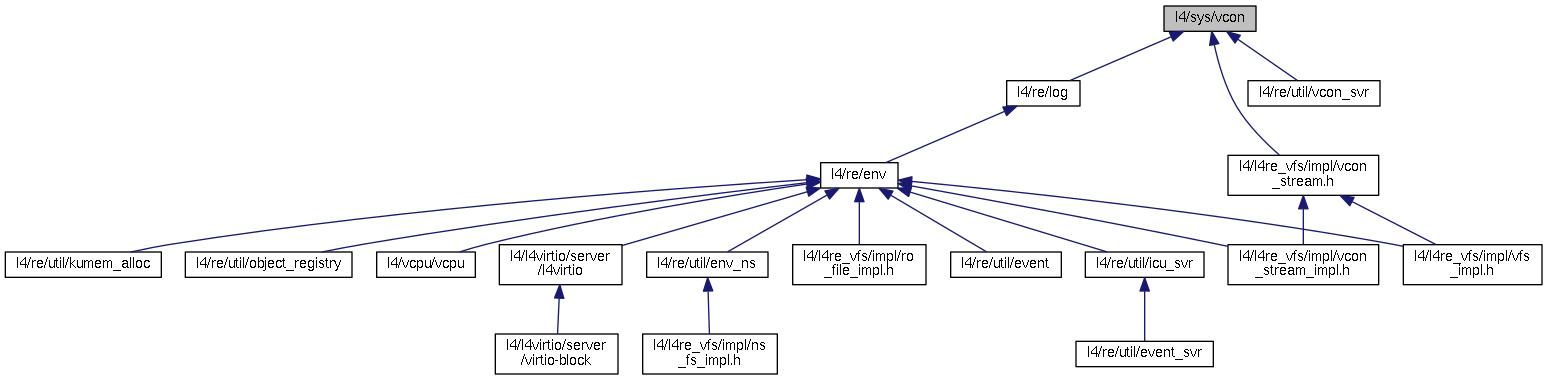 l4/sys/vcon
l4/re/log
l4/re/util/vcon_svr
l4/re/env
l4/l4re_vfs/impl/vcon
_stream.h
l4/re/util/kumem_alloc
l4/re/util/object_registry
l4/vcpu/vcpu
l4/l4virtio/server
/l4virtio
l4/re/util/env_ns
l4/l4re_vfs/impl/ro
_file_impl.h
l4/re/util/event
l4/re/util/icu_svr
l4/l4re_vfs/impl/vcon
_stream_impl.h
l4/l4re_vfs/impl/vfs
_impl.h
l4/l4virtio/server
/virtio-block
l4/l4re_vfs/impl/ns
_fs_impl.h
l4/re/util/event_svr